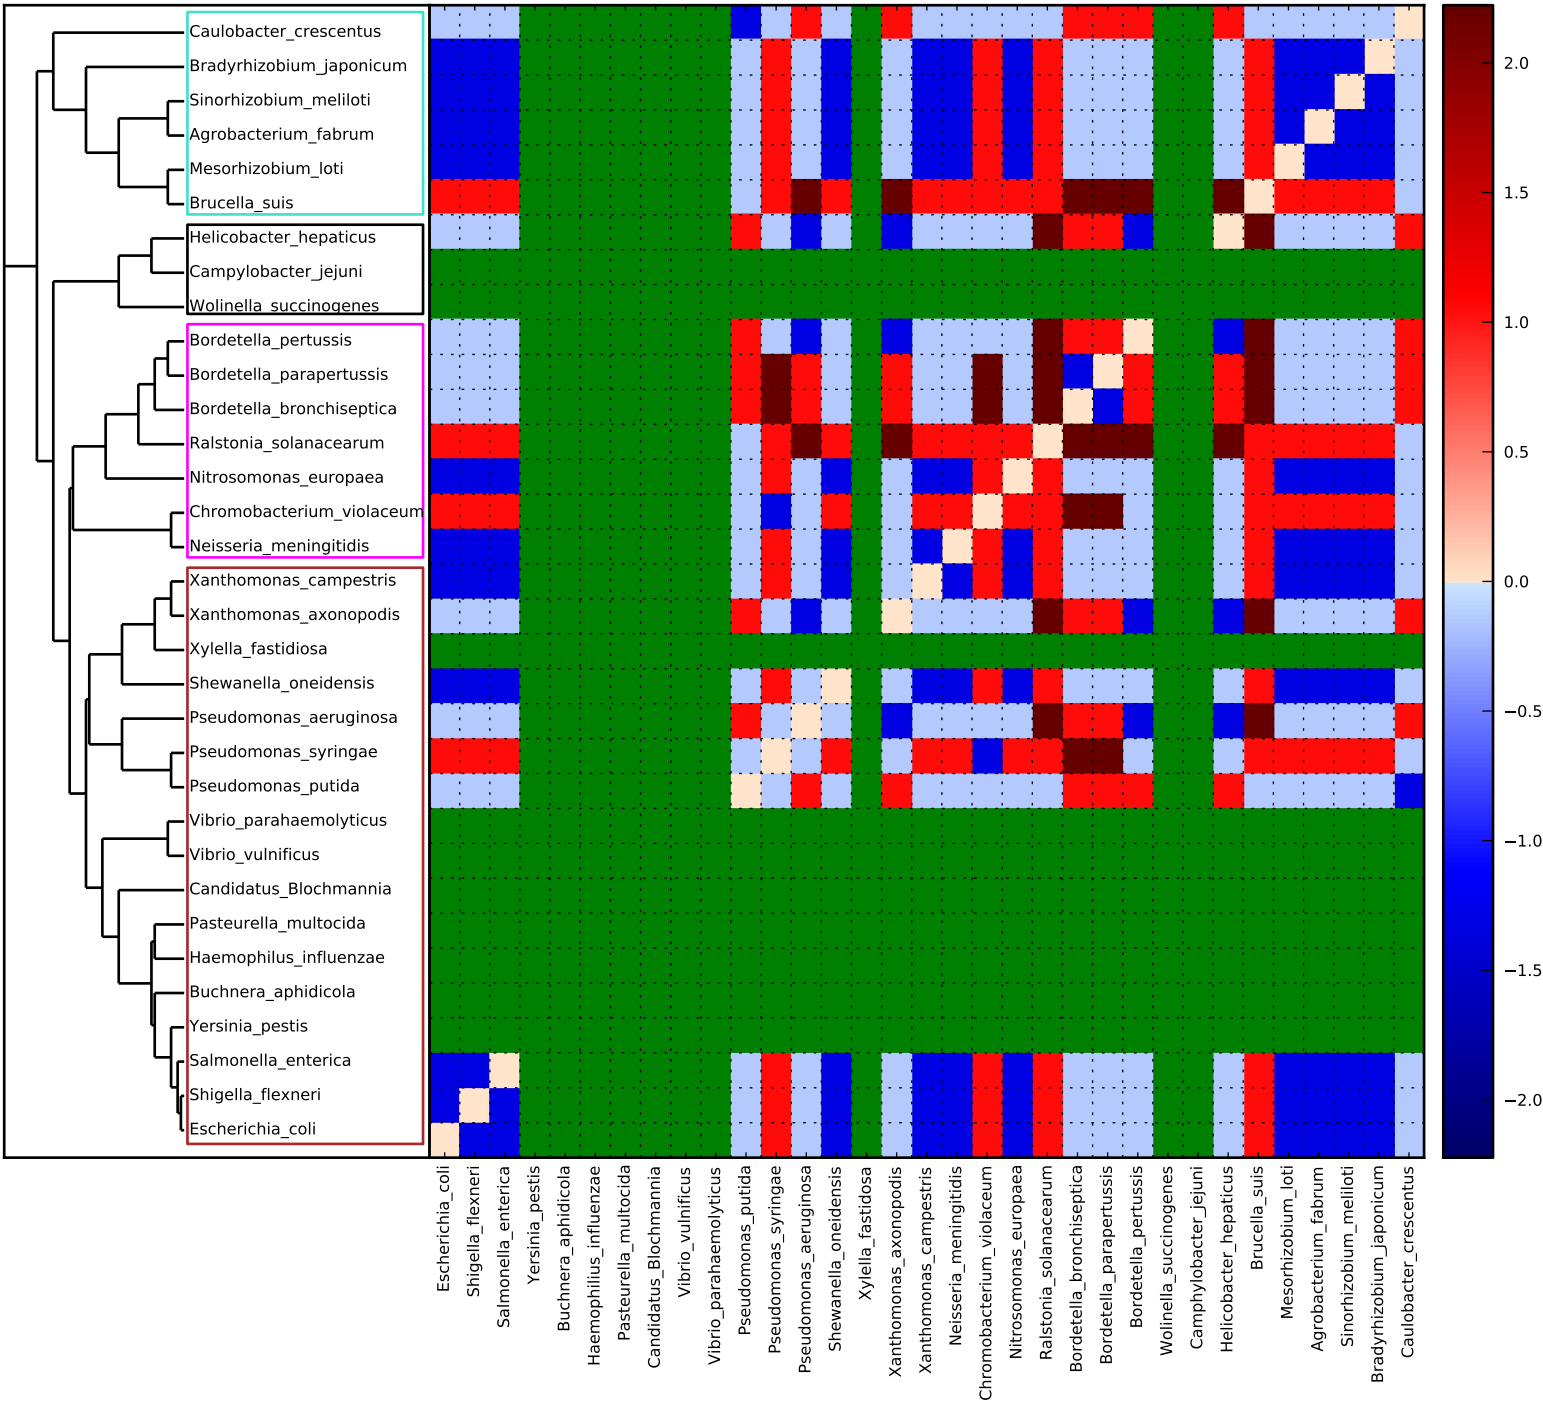 Caulobacter_crescentus
Bradyrhizobium_japonicum
Sinorhizobium_meliloti
Agrobacterium_fabrum
Mesorhizobium_loti
Brucella_suis
Helicobacter_hepaticus
Campylobacter_jejuni
Wolinella_succinogenes
Bordetella_pertussis
Bordetella_parapertussis
Bordetella_bronchiseptica
Ralstonia_solanacearum
Nitrosomonas_europaea
Chromobacterium_violaceum
Neisseria_meningitidis
Xanthomonas_campestris
Xanthomonas_axonopodis
Xylella_fastidiosa
Shewanella_oneidensis
Pseudomonas_aeruginosa
Pseudomonas_syringae
Pseudomonas_putida
Vibrio_parahaemolyticus
Vibrio_vulnificus
Candidatus_Blochmannia
Pasteurella_multocida
Haemophilus_influenzae
Buchnera_aphidicola
Yersinia_pestis
Salmonella_enterica
Shigella_flexneri
Escherichia_coli
2.0
1.5
1.0
0.5
0.0
−0.5
−1.0
−1.5
−2.0
Escherichia_coli
Shigella_flexneri
Salmonella_enterica
Yersinia_pestis
Buchnera_aphidicola
Haemophilius_influenzae
Pasteurella_multocida
Candidatus_Blochmannia
Vibrio_vulnificus
Vibrio_parahaemolyticus
Pseudomonas_putida
Pseudomonas_syringae
Pseudomonas_aeruginosa
Shewanella_oneidensis
Xylella_fastidosa
Xanthomonas_axonopodis
Xanthomonas_campestris
Neisseria_meningitidis
Chromobacterium_violaceum
Nitrosomonas_europaea
Ralstonia_solanacearum
Bordetella_bronchiseptica
Bordetella_parapertussis
Bordetella_pertussis
Wolinella_succinogenes
Camphylobacter_jejuni
Helicobacter_hepaticus
Brucella_suis
Mesorhizobium_loti
Agrobacterium_fabrum
Sinorhizobium_meliloti
Bradyrhizobium_japonicum
Caulobacter_crescentus